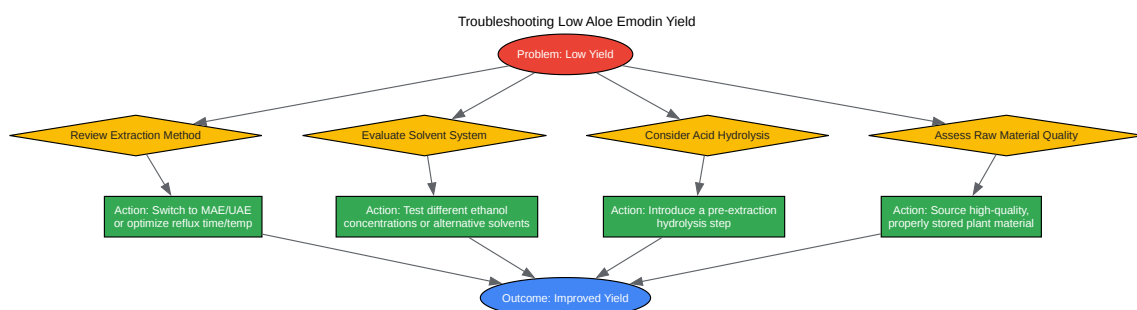 Troubleshooting Low Aloe Emodin Yield
Problem: Low Yield
Review Extraction Method
Evaluate Solvent System
Consider Acid Hydrolysis
Assess Raw Material Quality
Action: Switch to MAE/UAE
or optimize reflux time/temp
Action: Test different ethanol
concentrations or alternative solvents
Action: Introduce a pre-extraction
hydrolysis step
Action: Source high-quality,
properly stored plant material
Outcome: Improved Yield